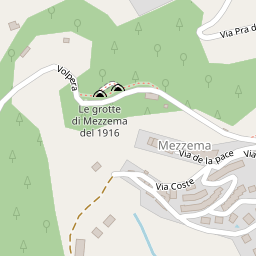 Via Pra d
Volpera
Le grotte
di Mezzema
del 1916
Mezzema
Via de la pace
Via Coste